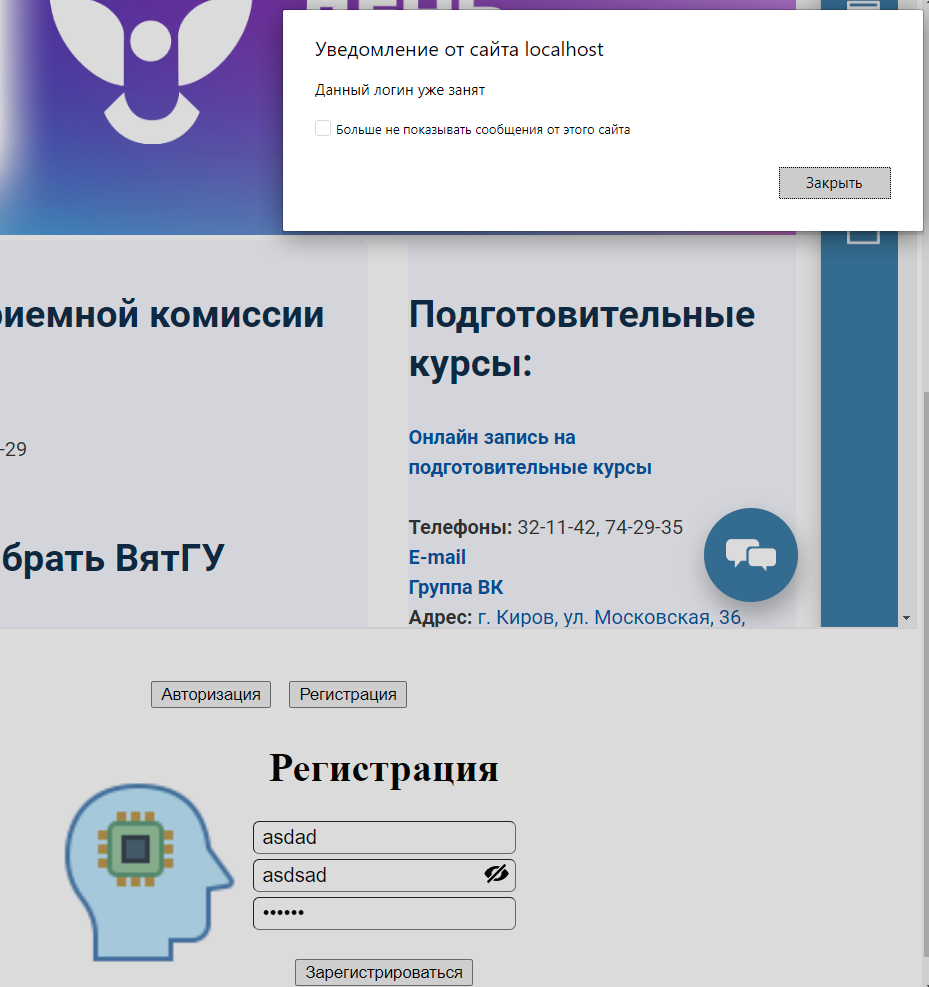 Уведомление от сайта localhost
Данный логин уже занят
Больше не показывать сообщения от этого сайта
Закрыть
комиссии
-29
ВятГУ
Подготовительные
курсы:
Онлайн запись на
подготовительные курсы
Телефоны: 32-11-42, 74-29-35
E-mail
Группа ВК
Адрес: г. Киров, ул. Московская, 36,
Авторизация
Регистрация
Регистрация
asdad
asdsad
••••••
Зарегистрироваться